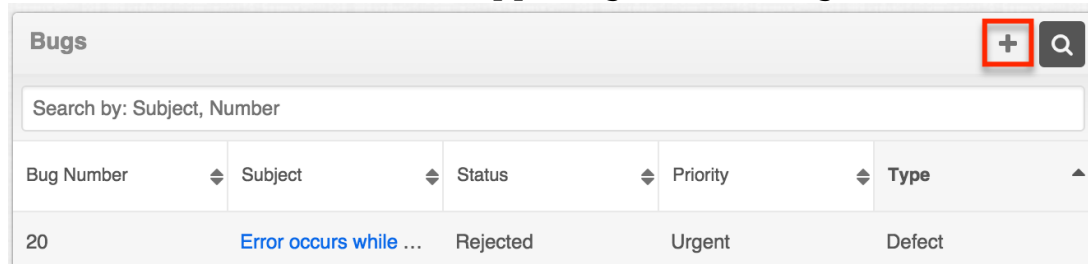 Bugs
Search by: Subject, Number
Bug Number Subject Status Priority Type
20 Error occurs while ... Rejected Urgent Defect